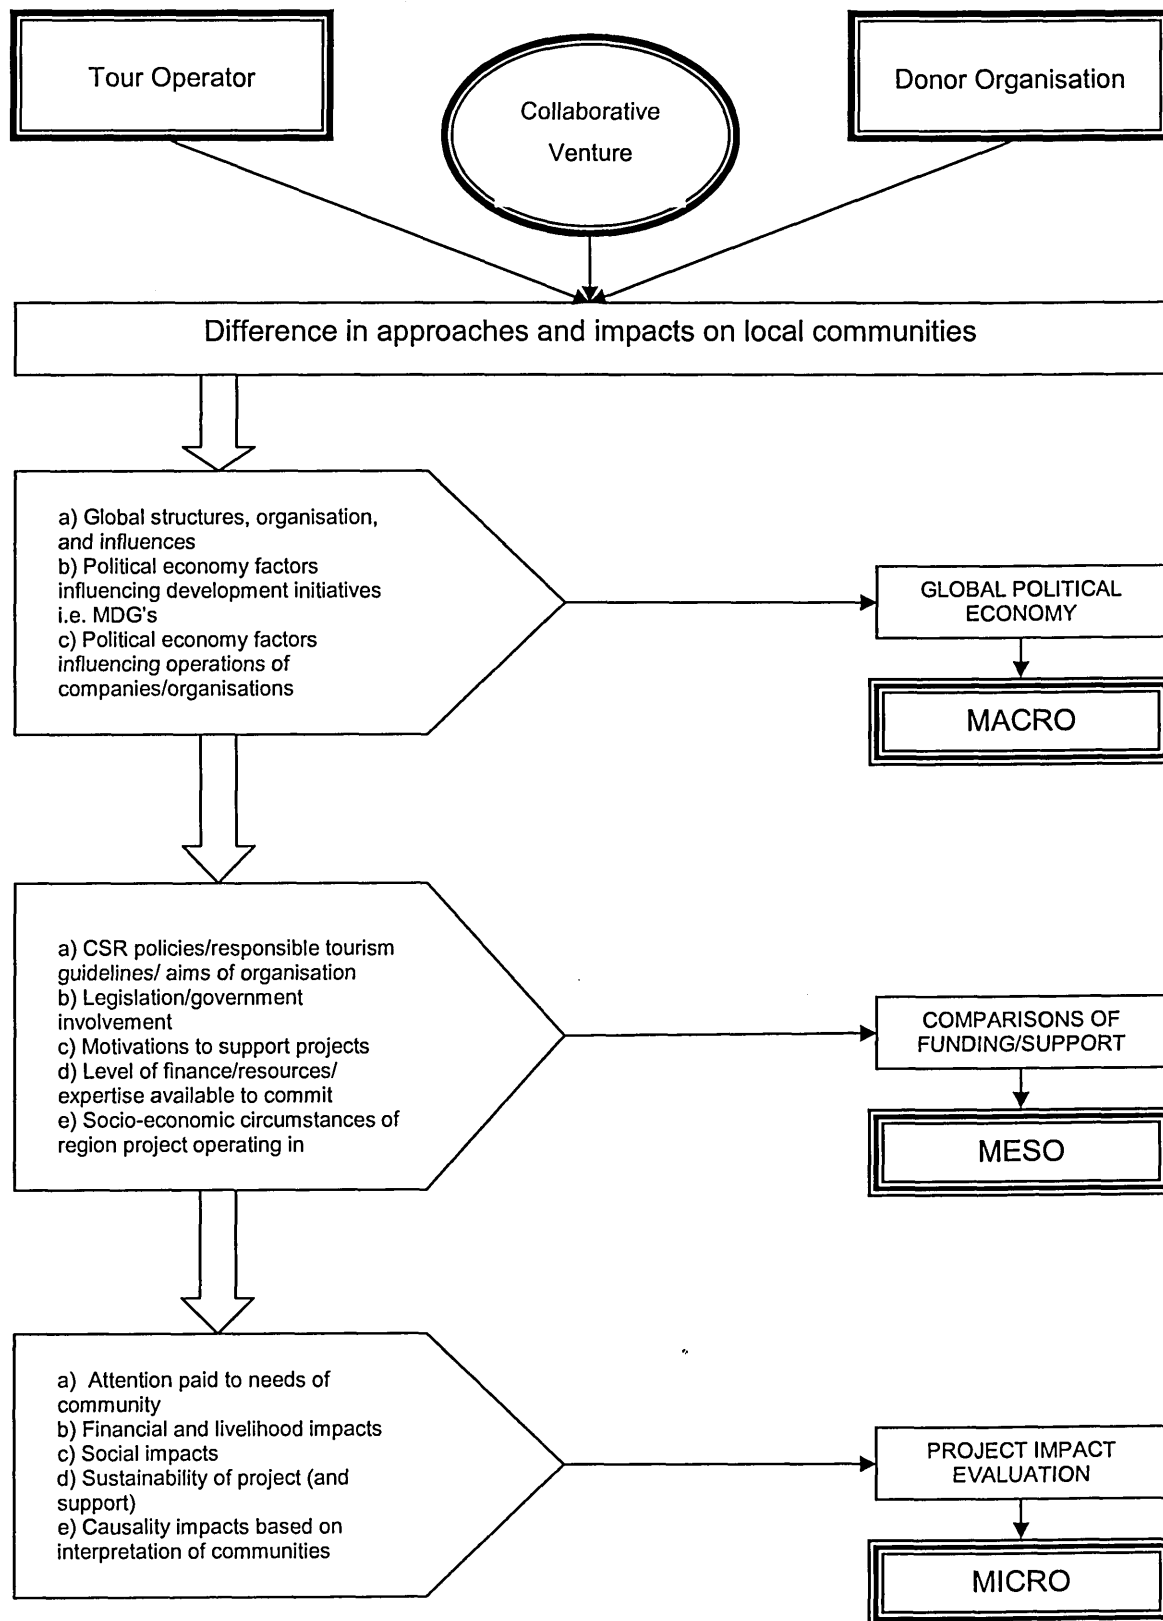 Tour Operator
Collaborative
Venture
Donor Organisation
Difference in approaches and impacts on local communities
a) Global structures, organisation,
and influences
b) Political economy factors
influencing development initiatives
i.e. MDG's
c) Political economy factors
influencing operations of
companies/organisations
GLOBAL POLITICAL
ECONOMY
MACRO
a) CSR policies/responsible tourism
guidelines/ aims of organisation
b) Legislation/government
involvement
c) Motivations to support projects
d) Level of finance/resources/
expertise available to commit
e) Socio-economic circumstances of
region project operating in
COMPARISONS OF
FUNDING/SUPPORT
MESO
a) Attention paid to needs of
community
b) Financial and livelihood impacts
c) Social impacts
d) Sustainability of project (and
support)
e) Causality impacts based on
interpretation of communities
PROJECT IMPACT
EVALUATION
MICRO